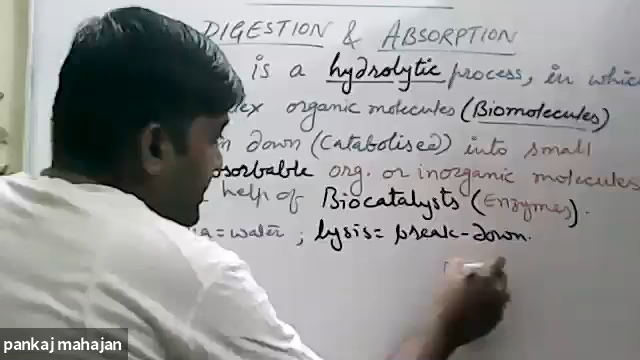 DIGESTION & ABSORPTION
is a hydrolytic process, in which
organic molecules (Biomolecules)
down (Catabolised) into small
org. or inorganic molecules
help of Biocatalysts (Enzymes).
= water ; lysis = break-down.
pankaj mahajan